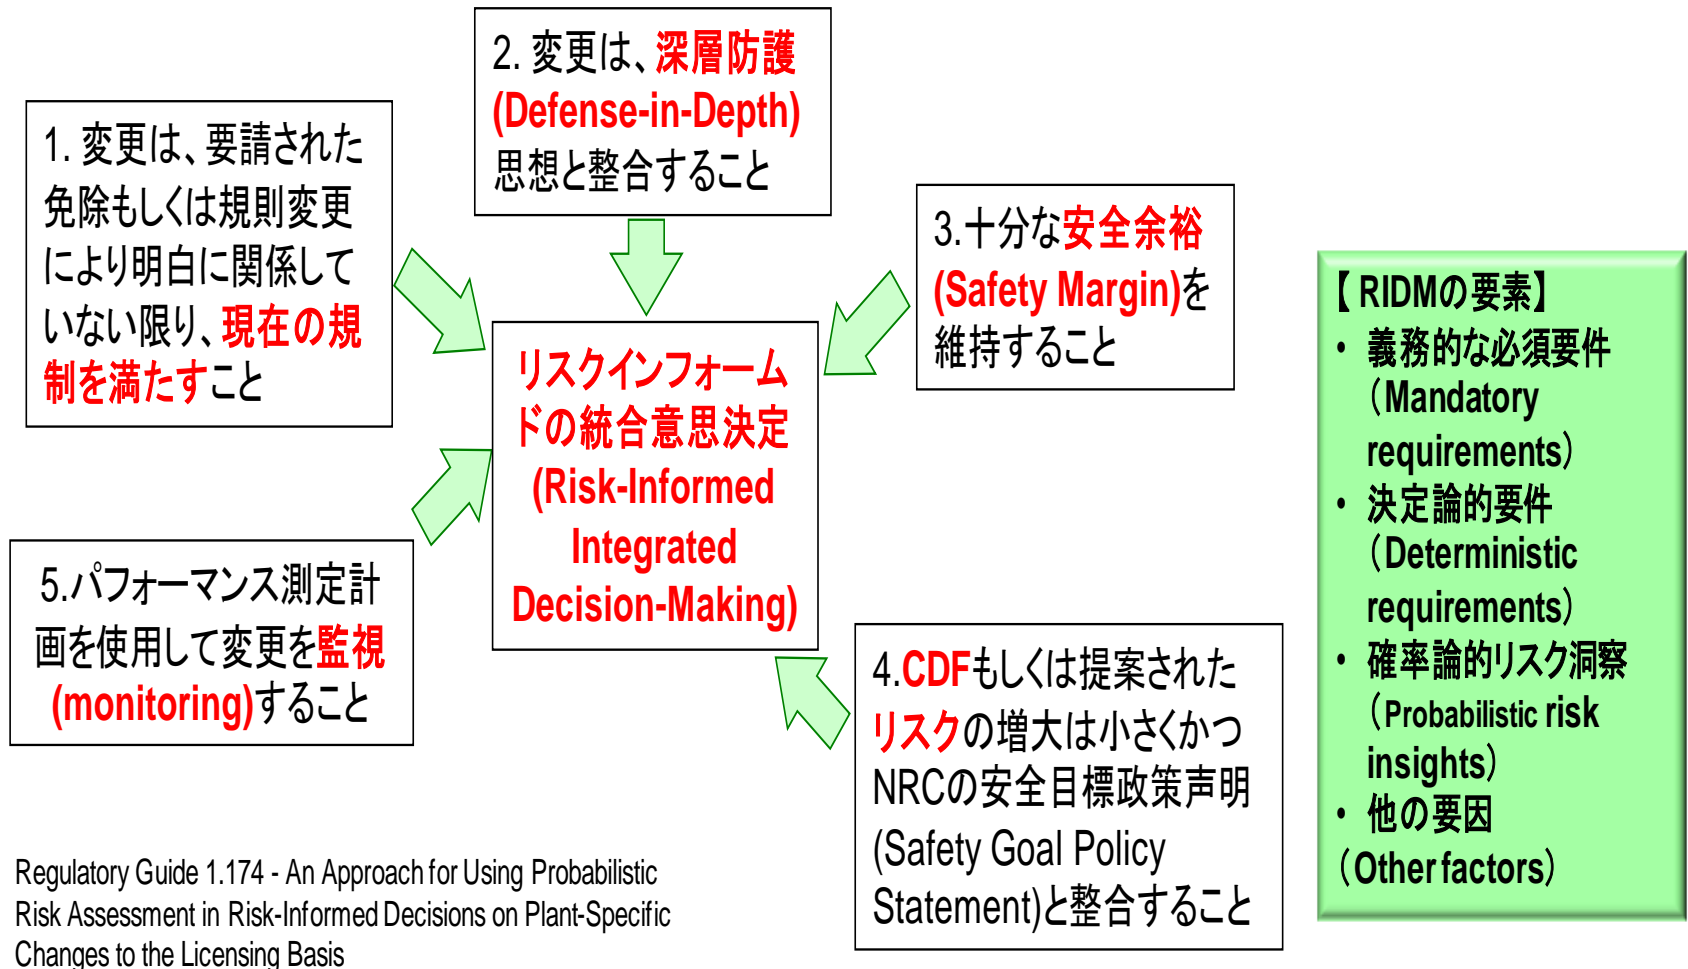 1. 変更は、要請された
免除もしくは規則変更
により明白に関係して
いない限り、現在の規
制を満たすこと
2. 変更は、深層防護
(Defense-in-Depth)
思想と整合すること
3.十分な安全余裕
(Safety Margin)を
維持すること
リスクインフォーム
ドの統合意思決定
(Risk-Informed
Integrated
Decision-Making)
4.CDFもしくは提案された
リスクの増大は小さくかつ
NRCの安全目標政策声明
(Safety Goal Policy
Statement)と整合すること
5.パフォーマンス測定計
画を使用して変更を監視
(monitoring)すること
【 RIDMの要素】
・ 義務的な必須要件
（Mandatory
requirements）
・ 決定論的要件
（Deterministic
requirements）
・ 確率論的リスク洞察
（Probabilistic risk
insights）
・ 他の要因
（Other factors）
Regulatory Guide 1.174 - An Approach for Using Probabilistic
Risk Assessment in Risk-Informed Decisions on Plant-Specific
Changes to the Licensing Basis